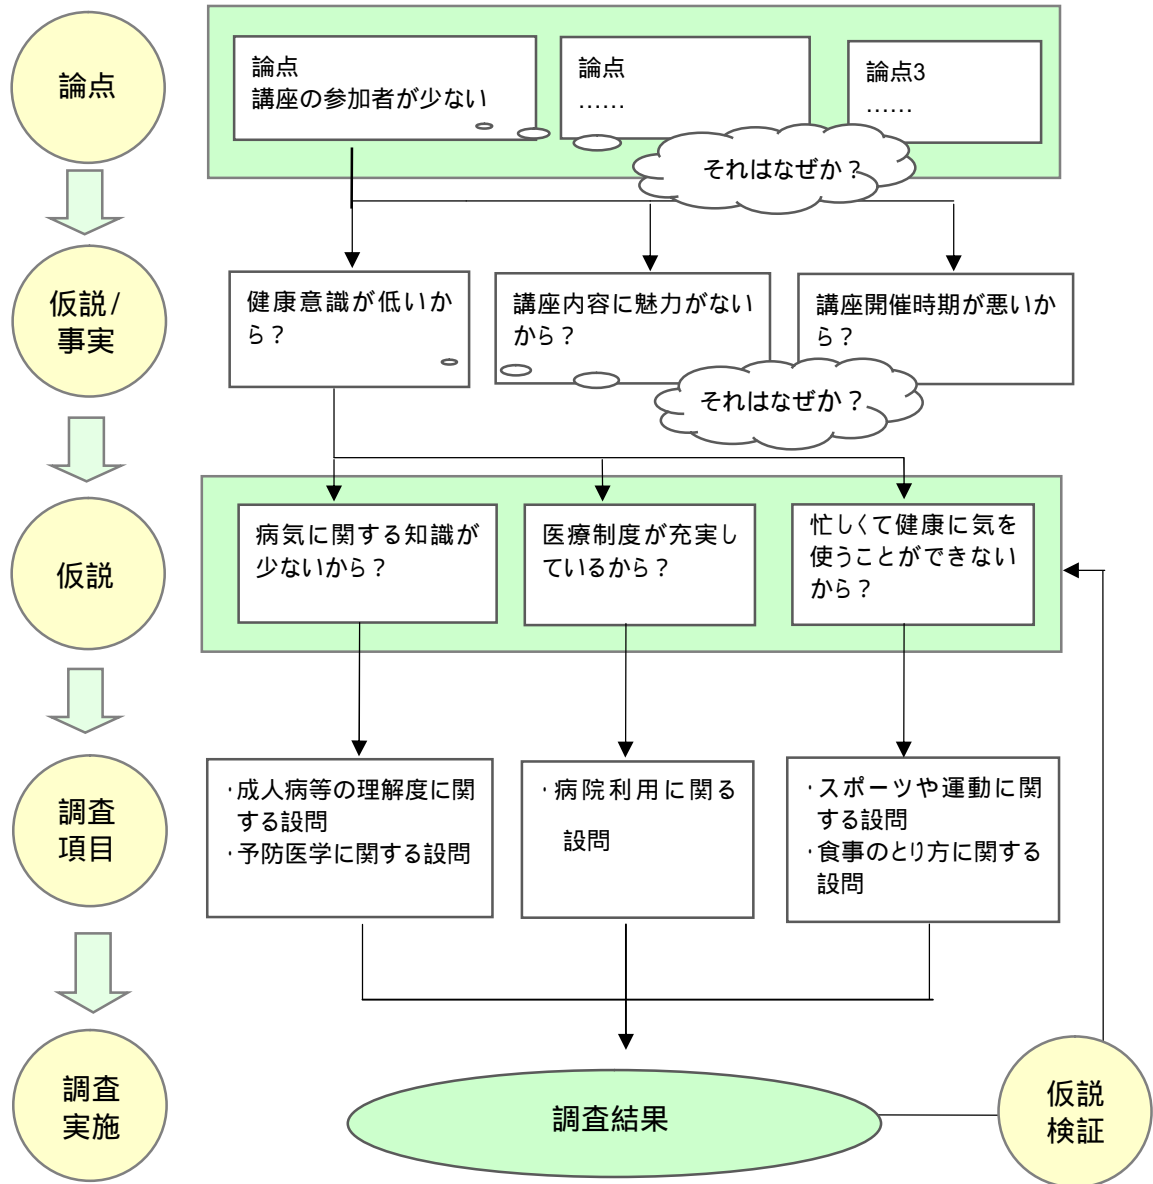 論点
論点
講座の参加者が少ない
論点
……
論点3
……
それはなぜか？
仮説/
事実
健康意識が低いか
ら？
講座内容に魅力がない
から？
講座開催時期が悪いか
ら？
それはなぜか？
仮説
病気に関する知識が
少ないから？
医療制度が充実し
ているから？
忙しくて健康に気を
使うことができない
から？
調査
項目
・成人病等の理解度に関
する設問
・予防医学に関する設問
・病院利用に関る
設問
・スポーツや運動に関
する設問
・食事のとり方に関する
設問
調査
実施
調査結果
仮説
検証